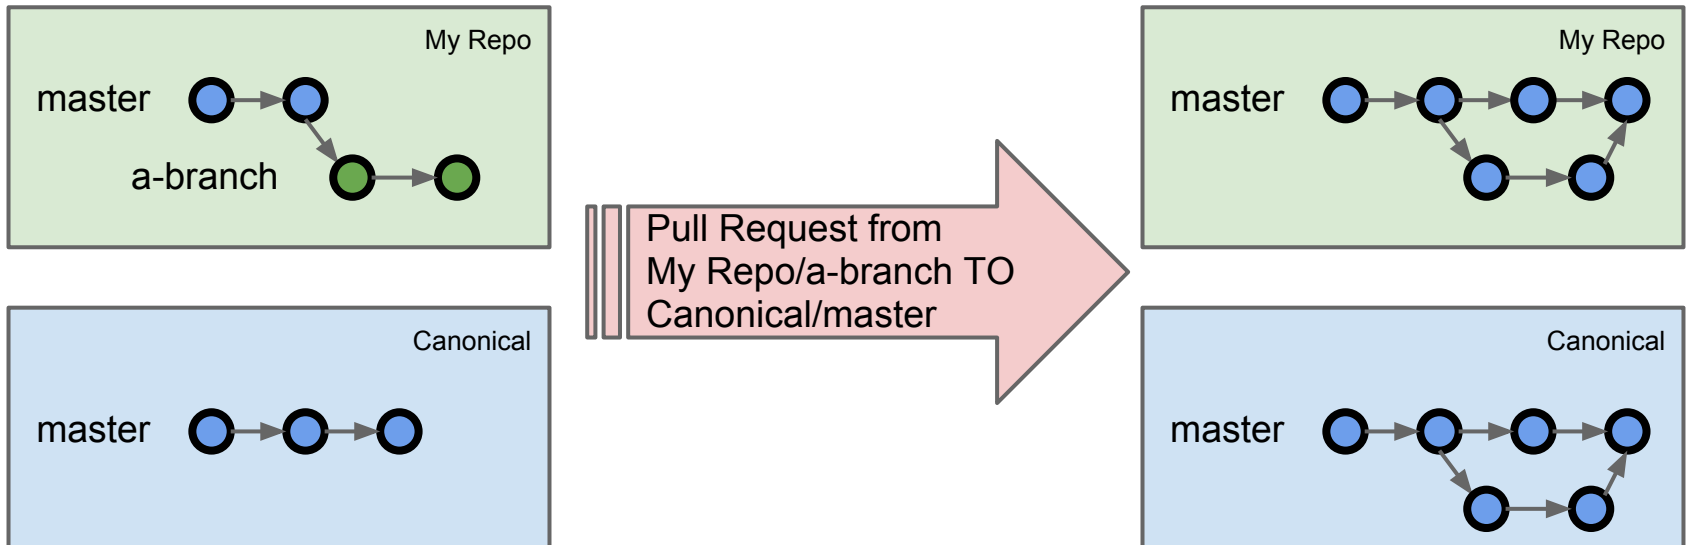 My Repo
master
a-branch
Canonical
master
Pull Request from
My Repo/a-branch TO
Canonical/master
My Repo
master
Canonical
master